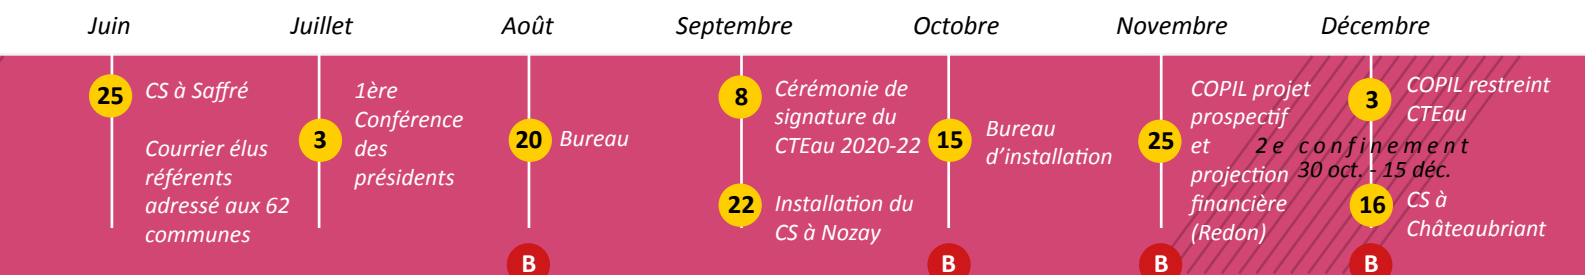 Juin
Juillet
Août
Septembre
Octobre
Novembre
Décembre
25
CS à Saffré
Courrier élus
référents
adressé aux 62
communes
3
1ère
Conférence
des
présidents
20
Bureau
B
8
Cérémonie de
signature du
CTEau 2020-22
22
Installation du
CS à Nozay
15
Bureau
d'installation
B
25
COPIL projet
prospectif
et
projection
financière
(Redon)
B
2e confinement
30 oct. - 15 déc.
3
COPIL restreint
CTEau
16
CS à
Châteaubriant
B